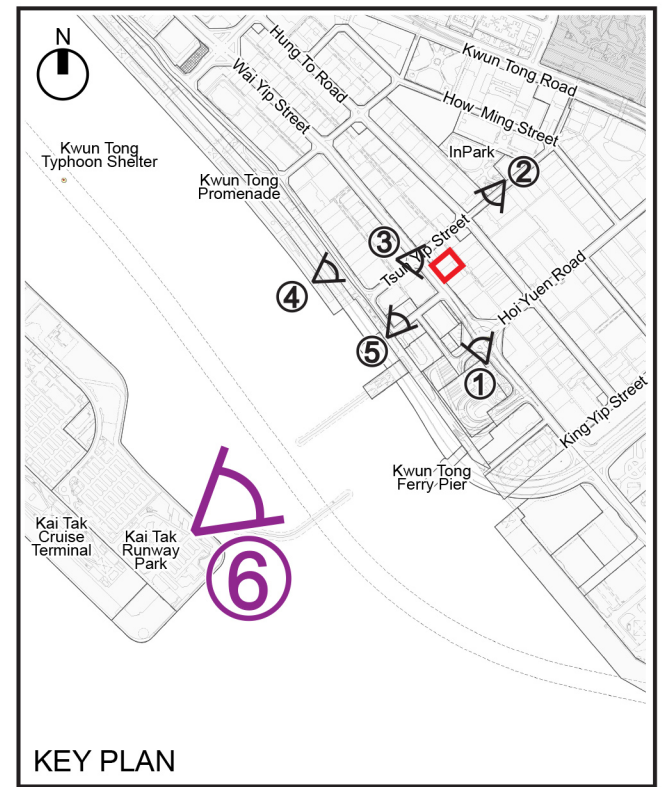 N
Kwun Tong Road
Hung To Road
Wai Yip Street
How Ming Street
Kwun Tong
Typhoon Shelter
InPark
②
Kwun Tong
Promenade
③
Tsun Yip Street
④
Hoi Yuen Road
⑤
①
King Yip Street
Kwun Tong
Ferry Pier
Kai Tak
Cruise
Terminal
Kai Tak
Runway
Park
⑥
KEY PLAN